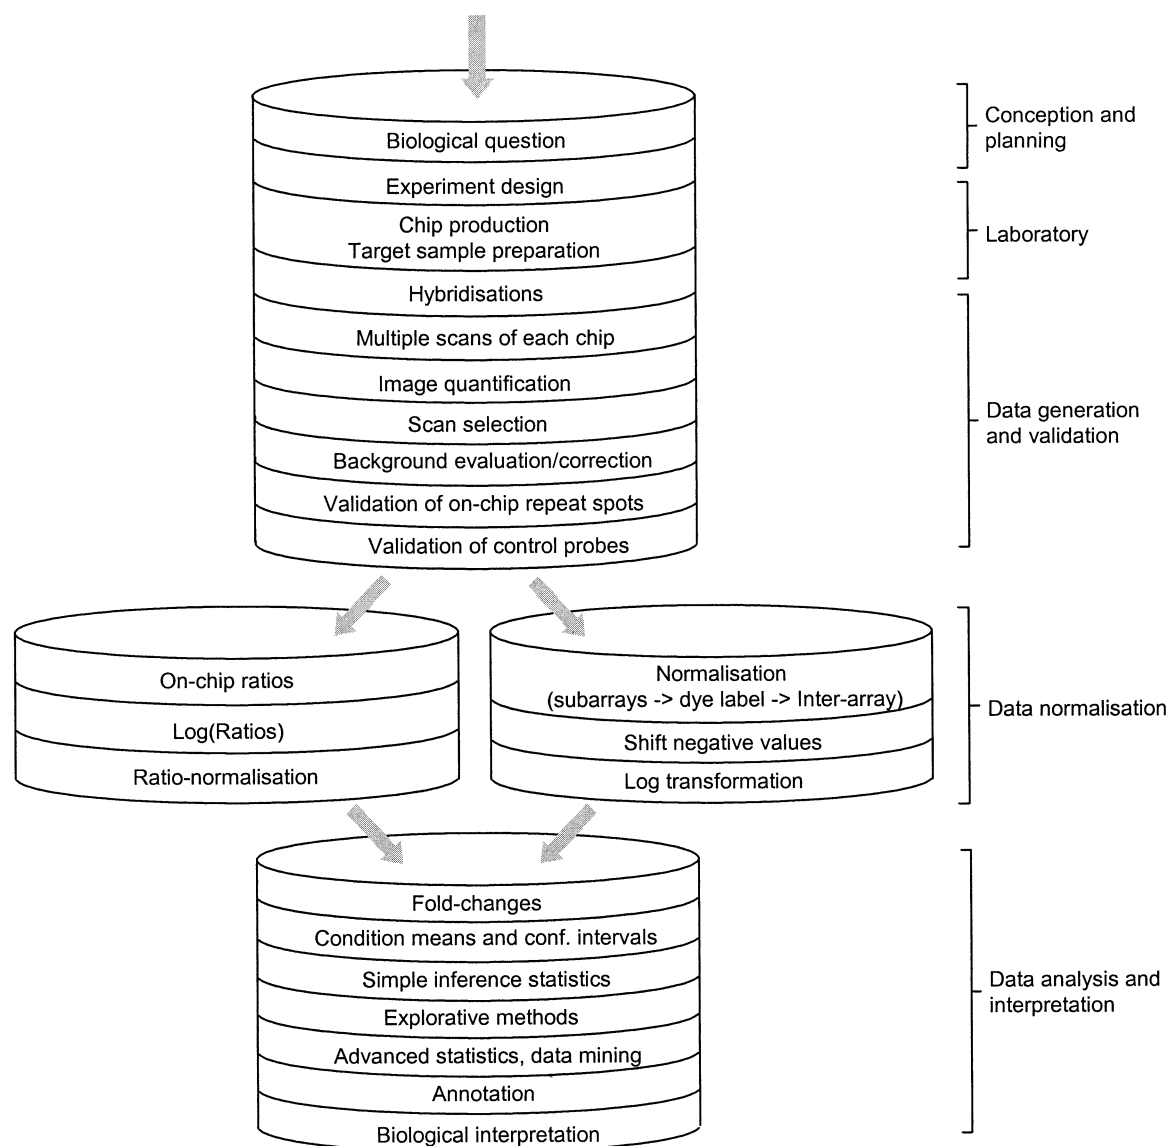 Biological question
Experiment design
Chip production
Target sample preparation
Hybridisations
Multiple scans of each chip
Image quantification
Scan selection
Background evaluation/correction
Validation of on-chip repeat spots
Validation of control probes
Conception and
planning
Laboratory
Data generation
and validation
On-chip ratios
Log(Ratios)
Ratio-normalisation
Normalisation
(subarrays -> dye label -> Inter-array)
Shift negative values
Log transformation
Data normalisation
Fold-changes
Condition means and conf. intervals
Simple inference statistics
Explorative methods
Advanced statistics, data mining
Annotation
Biological interpretation
Data analysis and
interpretation